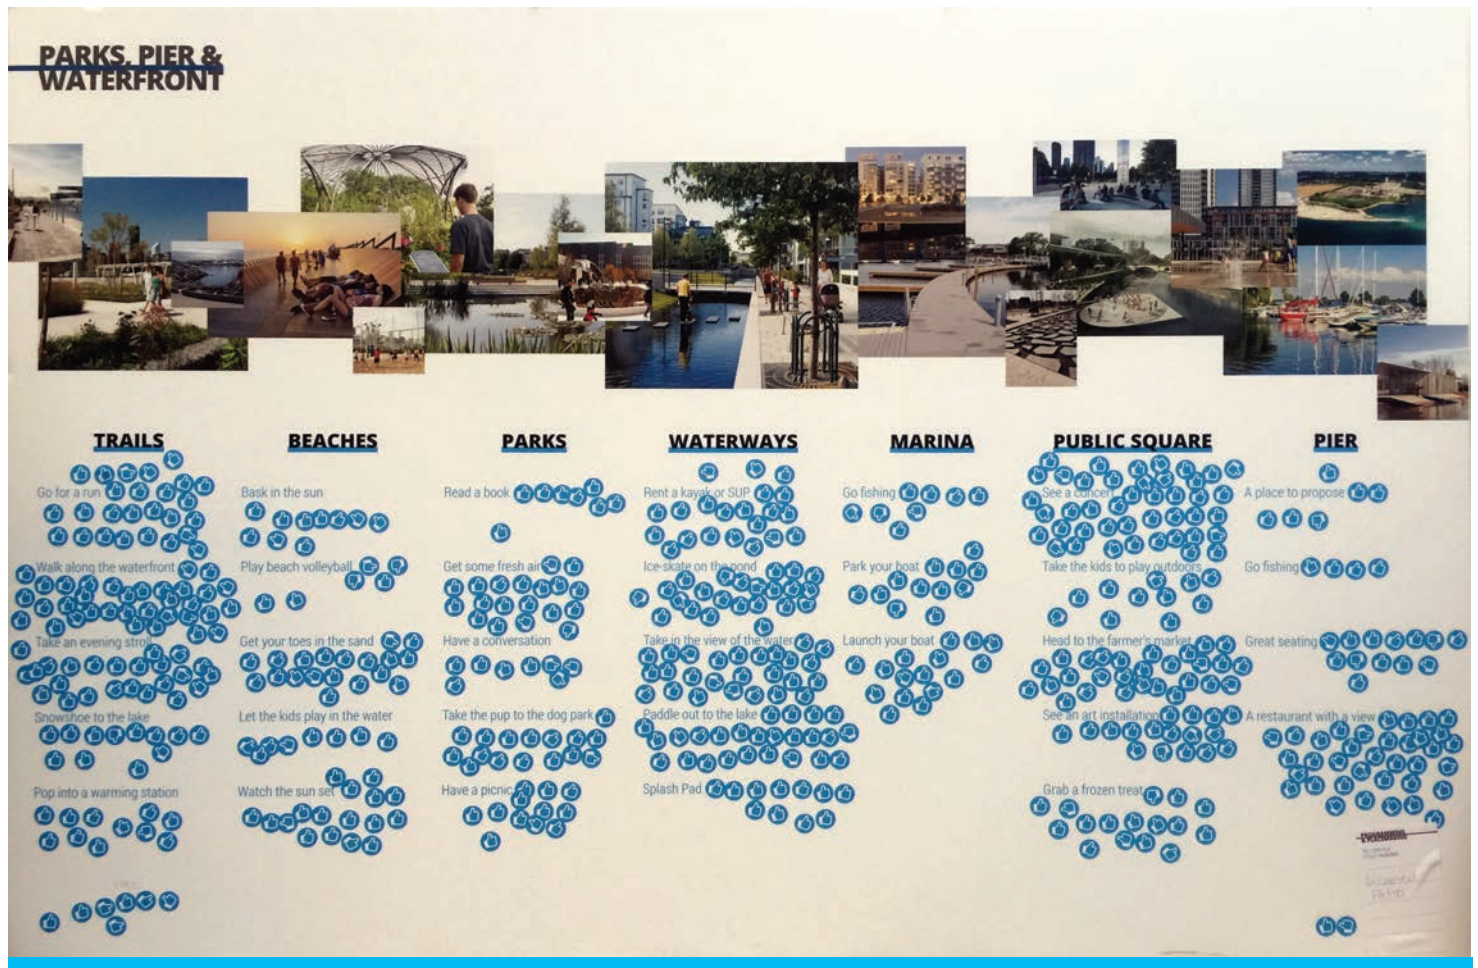 PARKS, PIER &
WATERFRONT
TRAILS
Go for a run
Walk along the waterfront
Take an evening stroll
Snowshoe to the lake
Pop into a warming station
BEACHES
Bask in the sun
Play beach volleyball
Get your toes in the sand
Let the kids play in the water
Watch the sun set
PARKS
Read a book
Get some fresh air
Have a conversation
Take the pup to the dog park
Have a picnic
WATERWAYS
Rent a kayak or SUP
Ice-skate on the pond
Take in the view of the water
Paddle out to the lake
Splash Pad
MARINA
Go fishing
Park your boat
Launch your boat
PUBLIC SQUARE
See a concert
Take the kids to play outdoors
Head to the farmer's market
See an art installation
Grab a frozen treat
PIER
A place to propose
Go fishing
Great seating
A restaurant with a view